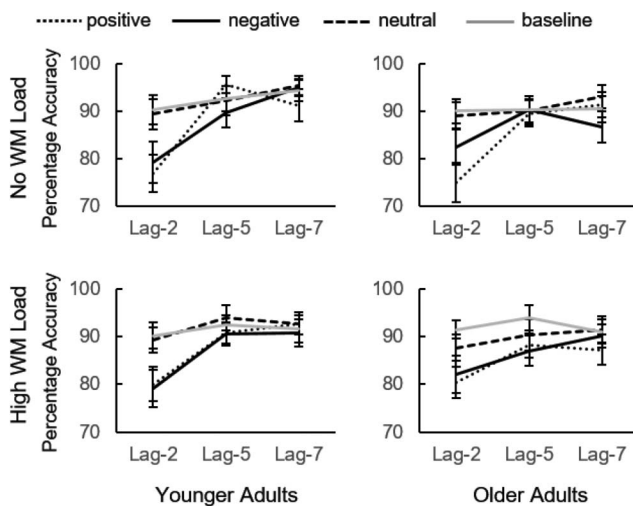 positive negative neutral baseline
No WM Load
Percentage Accuracy
100
90
80
70
Lag-2 Lag-5 Lag-7
100
90
80
70
Lag-2 Lag-5 Lag-7
High WM Load
Percentage Accuracy
100
90
80
70
Lag-2 Lag-5 Lag-7
Younger Adults
100
90
80
70
Lag-2 Lag-5 Lag-7
Older Adults